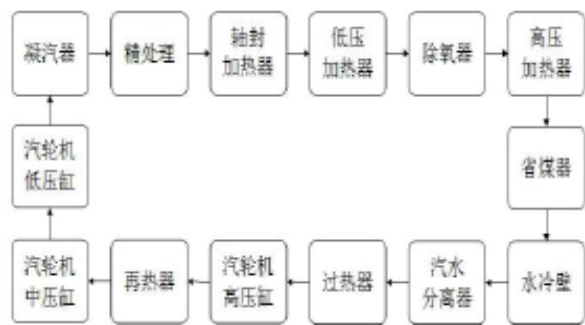 凝汽器
精处理
轴封
加热器
低压
加热器
除氧器
高压
加热器
省煤器
水冷壁
汽水
分离器
过热器
汽轮机
高压缸
再热器
汽轮机
中压缸
汽轮机
低压缸